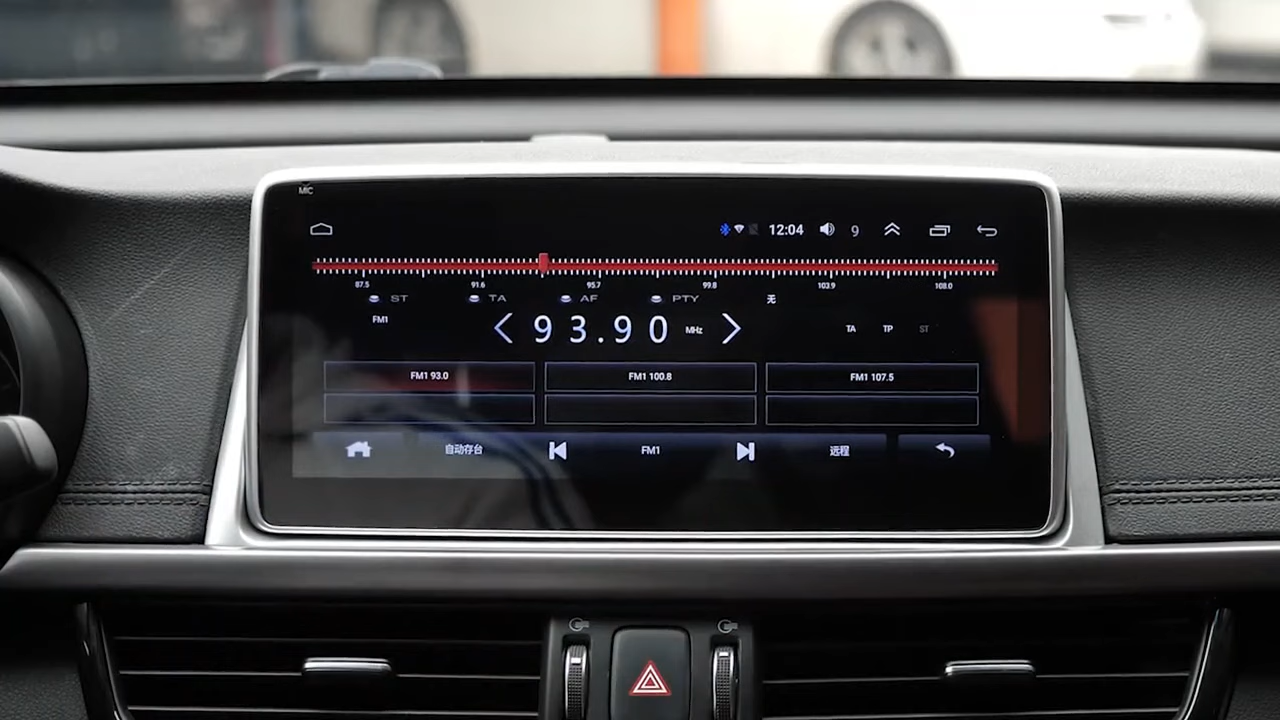 MIC
12:04 9
87.5 91.6 95.7 99.8 103.9 108.0
ST TA AF PTY 无
FM1
93.90 MHz
TA TP ST
FM1 93.0 FM1 100.8 FM1 107.5
自动存台 FM1 远程